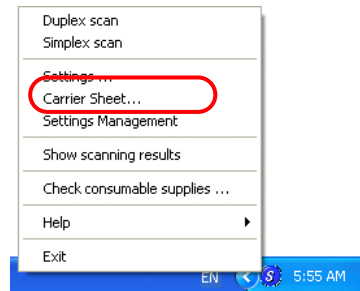 Duplex scan
Simplex scan
Settings ...
Carrier Sheet...
Settings Management
Show scanning results
Check consumable supplies ...
Help
Exit
EN S 5:55 AM